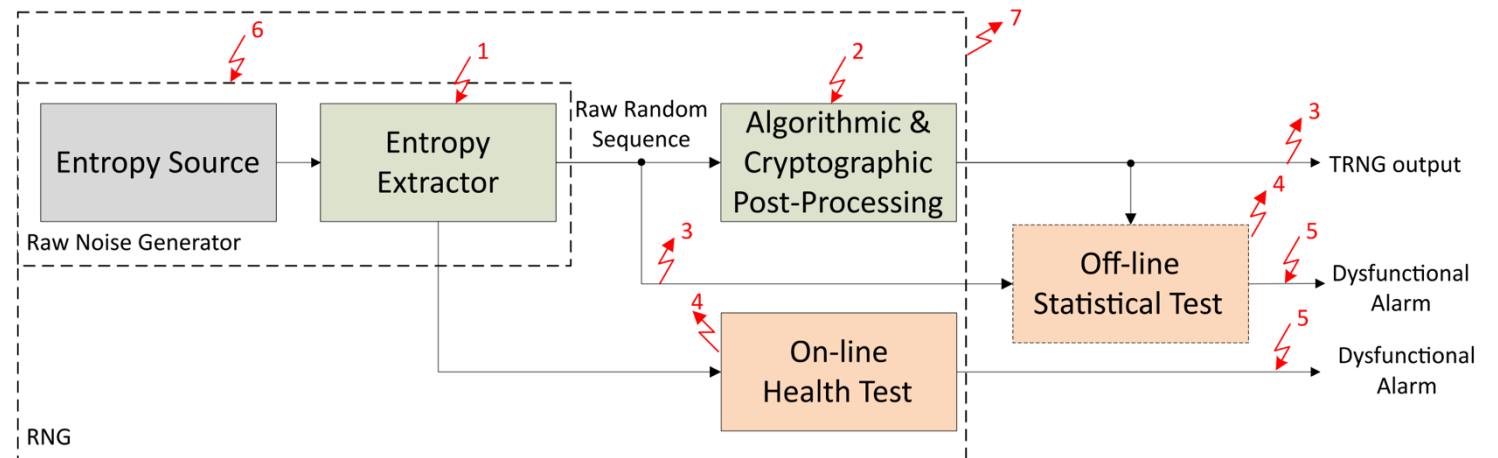 6
7
1
2
Entropy Source
Entropy
Extractor
Raw Random
Sequence
Algorithmic &
Cryptographic
Post-Processing
3
TRNG output
Raw Noise Generator
3
4
Off-line
Statistical Test
5
Dysfunctional
Alarm
4
On-line
Health Test
5
Dysfunctional
Alarm
RNG